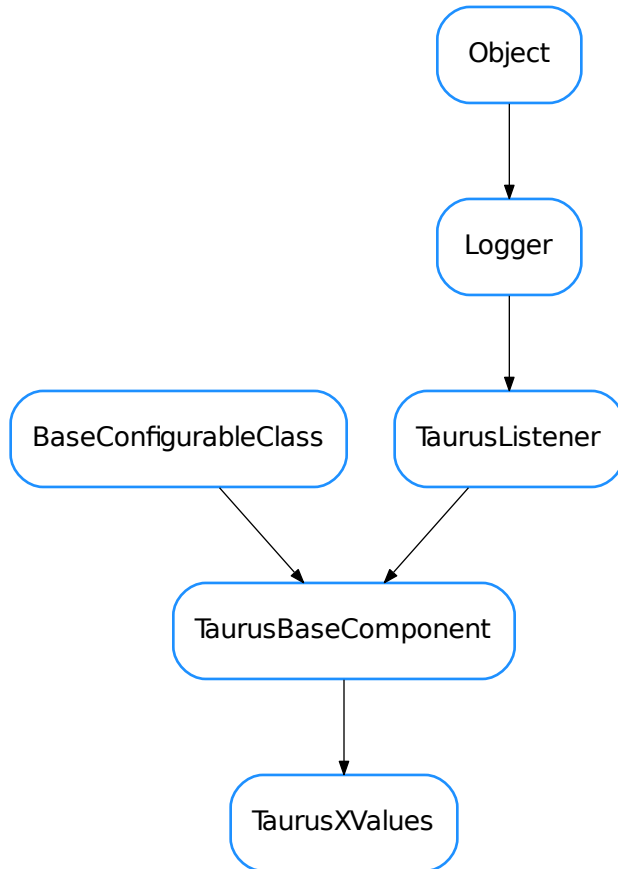 Object
Logger
BaseConfigurableClass
TaurusListener
TaurusBaseComponent
TaurusXValues